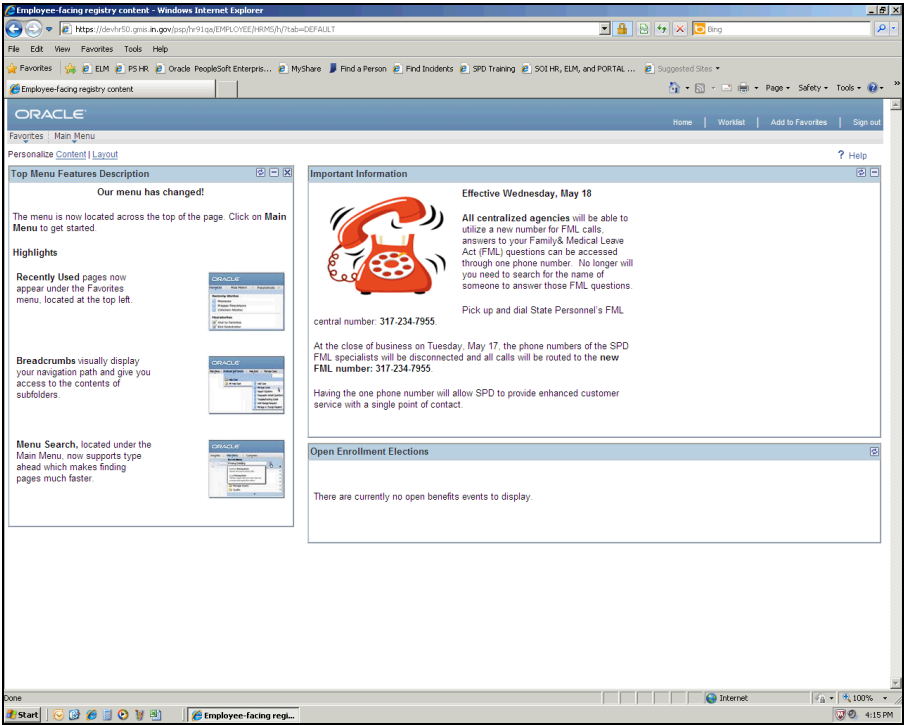 Employee-facing registry content - Windows Internet Explorer
https://devhr50.gmis.in.gov/psp/hr91qa/EMPLOYEE/HRMS/h/?tab=DEFAULT
Bing
File Edit View Favorites Tools Help
Favorites ELM PS HR Oracle PeopleSoft Enterpris... MyShare Find a Person Find Incidents SPD Training SOI HR, ELM, and PORTAL ... Suggested Sites
Employee-facing registry content
Page Safety Tools
ORACLE
Home | Worklist | Add to Favorites | Sign out
Favorites Main Menu
Personalize Content | Layout
? Help
Top Menu Features Description
Our menu has changed!
The menu is now located across the top of the page. Click on Main
Menu to get started.
Highlights
Recently Used pages now
appear under the Favorites
menu, located at the top left.
ORACLE
Breadcrumbs visually display
your navigation path and give you
access to the contents of
subfolders.
Menu Search, located under the
Main Menu, now supports type
ahead which makes finding
pages much faster.
ORACLE
Important Information
Effective Wednesday, May 18
All centralized agencies will be able to
utilize a new number for FML calls,
answers to your Family& Medical Leave
Act (FML) questions can be accessed
through one phone number. No longer will
you need to search for the name of
someone to answer those FML questions.
Pick up and dial State Personnel's FML
central number: 317-234-7955.
At the close of business on Tuesday, May 17, the phone numbers of the SPD
FML specialists will be disconnected and all calls will be routed to the new
FML number: 317-234-7955.
Having the one phone number will allow SPD to provide enhanced customer
service with a single point of contact.
Open Enrollment Elections
There are currently no open benefits events to display.
Done
Internet
100%
Start
Employee-facing regi...
4:15 PM